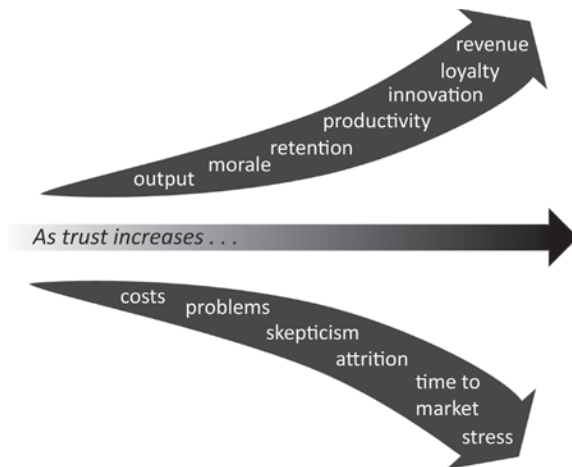 revenue
loyalty
innovation
productivity
retention
morale
output
As trust increases . . .
costs
problems
skepticism
attrition
time to
market
stress